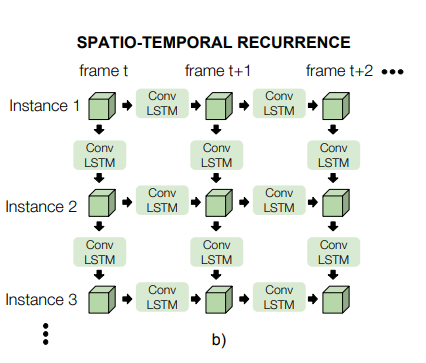 SPATIO-TEMPORAL RECURRENCE
frame t frame t+1 frame t+2
Instance 1
Conv LSTM
Conv LSTM
Conv LSTM
Conv LSTM
Conv LSTM
Instance 2
Conv LSTM
Conv LSTM
Conv LSTM
Conv LSTM
Conv LSTM
Instance 3
Conv LSTM
Conv LSTM
b)